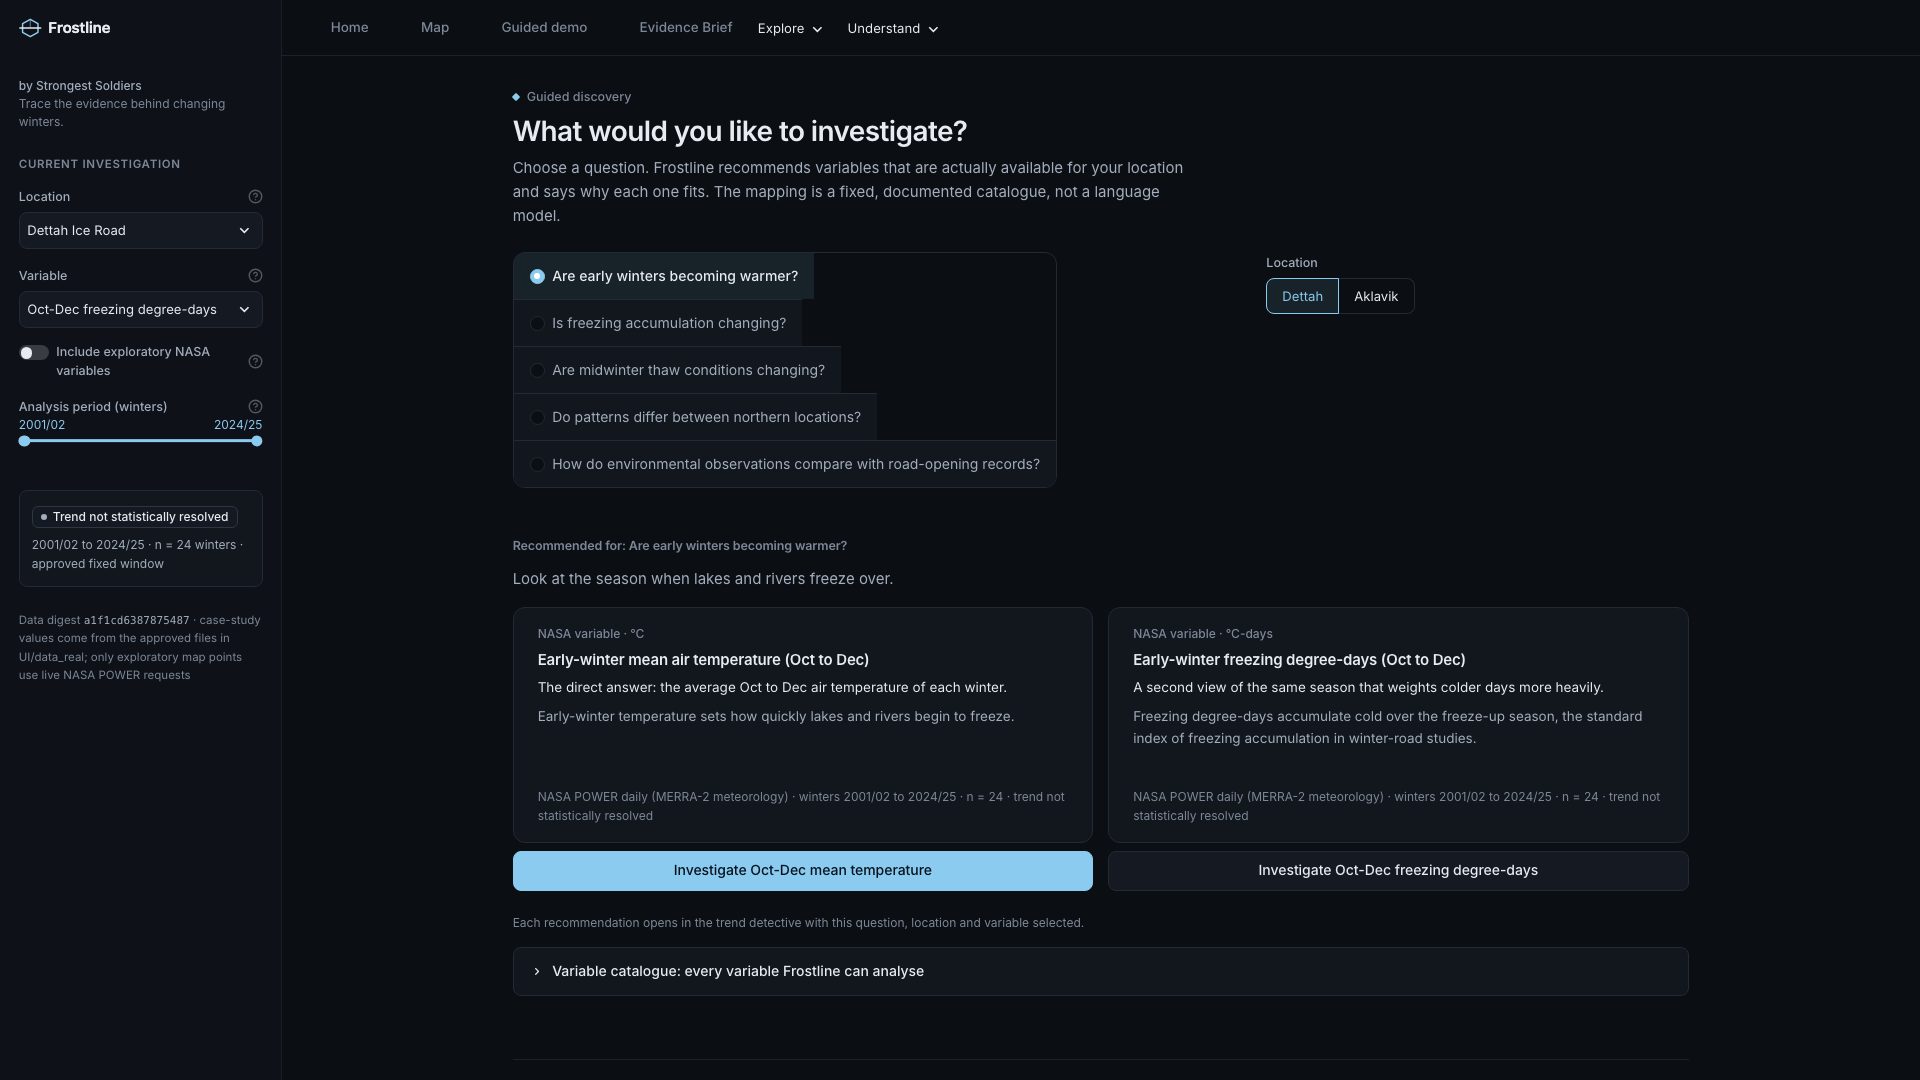 Frostline
by Strongest Soldiers
Trace the evidence behind changing
winters.
CURRENT INVESTIGATION
Location
Dettah Ice Road
Variable
Oct-Dec freezing degree-days
Include exploratory NASA
variables
Analysis period (winters)
2001/02 2024/25
Trend not statistically resolved
2001/02 to 2024/25 · n = 24 winters ·
approved fixed window
Data digest a1f1cd6387875487 · case-study
values come from the approved files in
UI/data_real; only exploratory map points
use live NASA POWER requests
Home Map Guided demo Evidence Brief Explore Understand
Guided discovery
What would you like to investigate?
Choose a question. Frostline recommends variables that are actually available for your location
and says why each one fits. The mapping is a fixed, documented catalogue, not a language
model.
Are early winters becoming warmer?
Is freezing accumulation changing?
Are midwinter thaw conditions changing?
Do patterns differ between northern locations?
How do environmental observations compare with road-opening records?
Location
Dettah Aklavik
Recommended for: Are early winters becoming warmer?
Look at the season when lakes and rivers freeze over.
NASA variable · °C
Early-winter mean air temperature (Oct to Dec)
The direct answer: the average Oct to Dec air temperature of each winter.
Early-winter temperature sets how quickly lakes and rivers begin to freeze.
NASA POWER daily (MERRA-2 meteorology) · winters 2001/02 to 2024/25 · n = 24 · trend not
statistically resolved
Investigate Oct-Dec mean temperature
NASA variable · °C-days
Early-winter freezing degree-days (Oct to Dec)
A second view of the same season that weights colder days more heavily.
Freezing degree-days accumulate cold over the freeze-up season, the standard
index of freezing accumulation in winter-road studies.
NASA POWER daily (MERRA-2 meteorology) · winters 2001/02 to 2024/25 · n = 24 · trend not
statistically resolved
Investigate Oct-Dec freezing degree-days
Each recommendation opens in the trend detective with this question, location and variable selected.
Variable catalogue: every variable Frostline can analyse